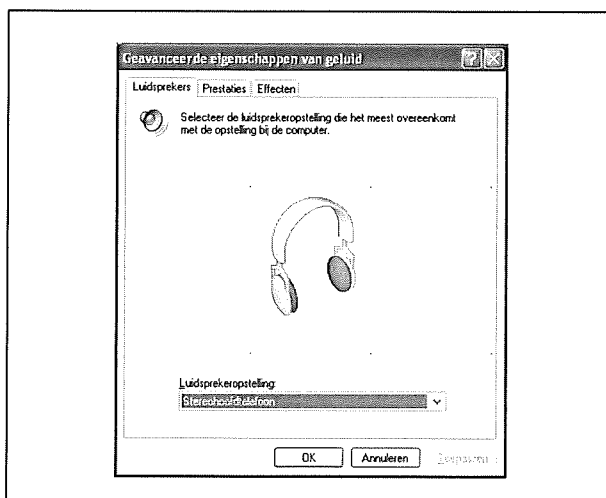 Geavanceerde eigenschappen van geluid
Luidsprekers Prestaties Effecten
Selecteer de luidsprekeropstelling die het meest overeenkomt
met de opstelling bij de computer.
Luidsprekeropstelling:
Stereohoofdtelefoon
OK Annuleren Toepassen